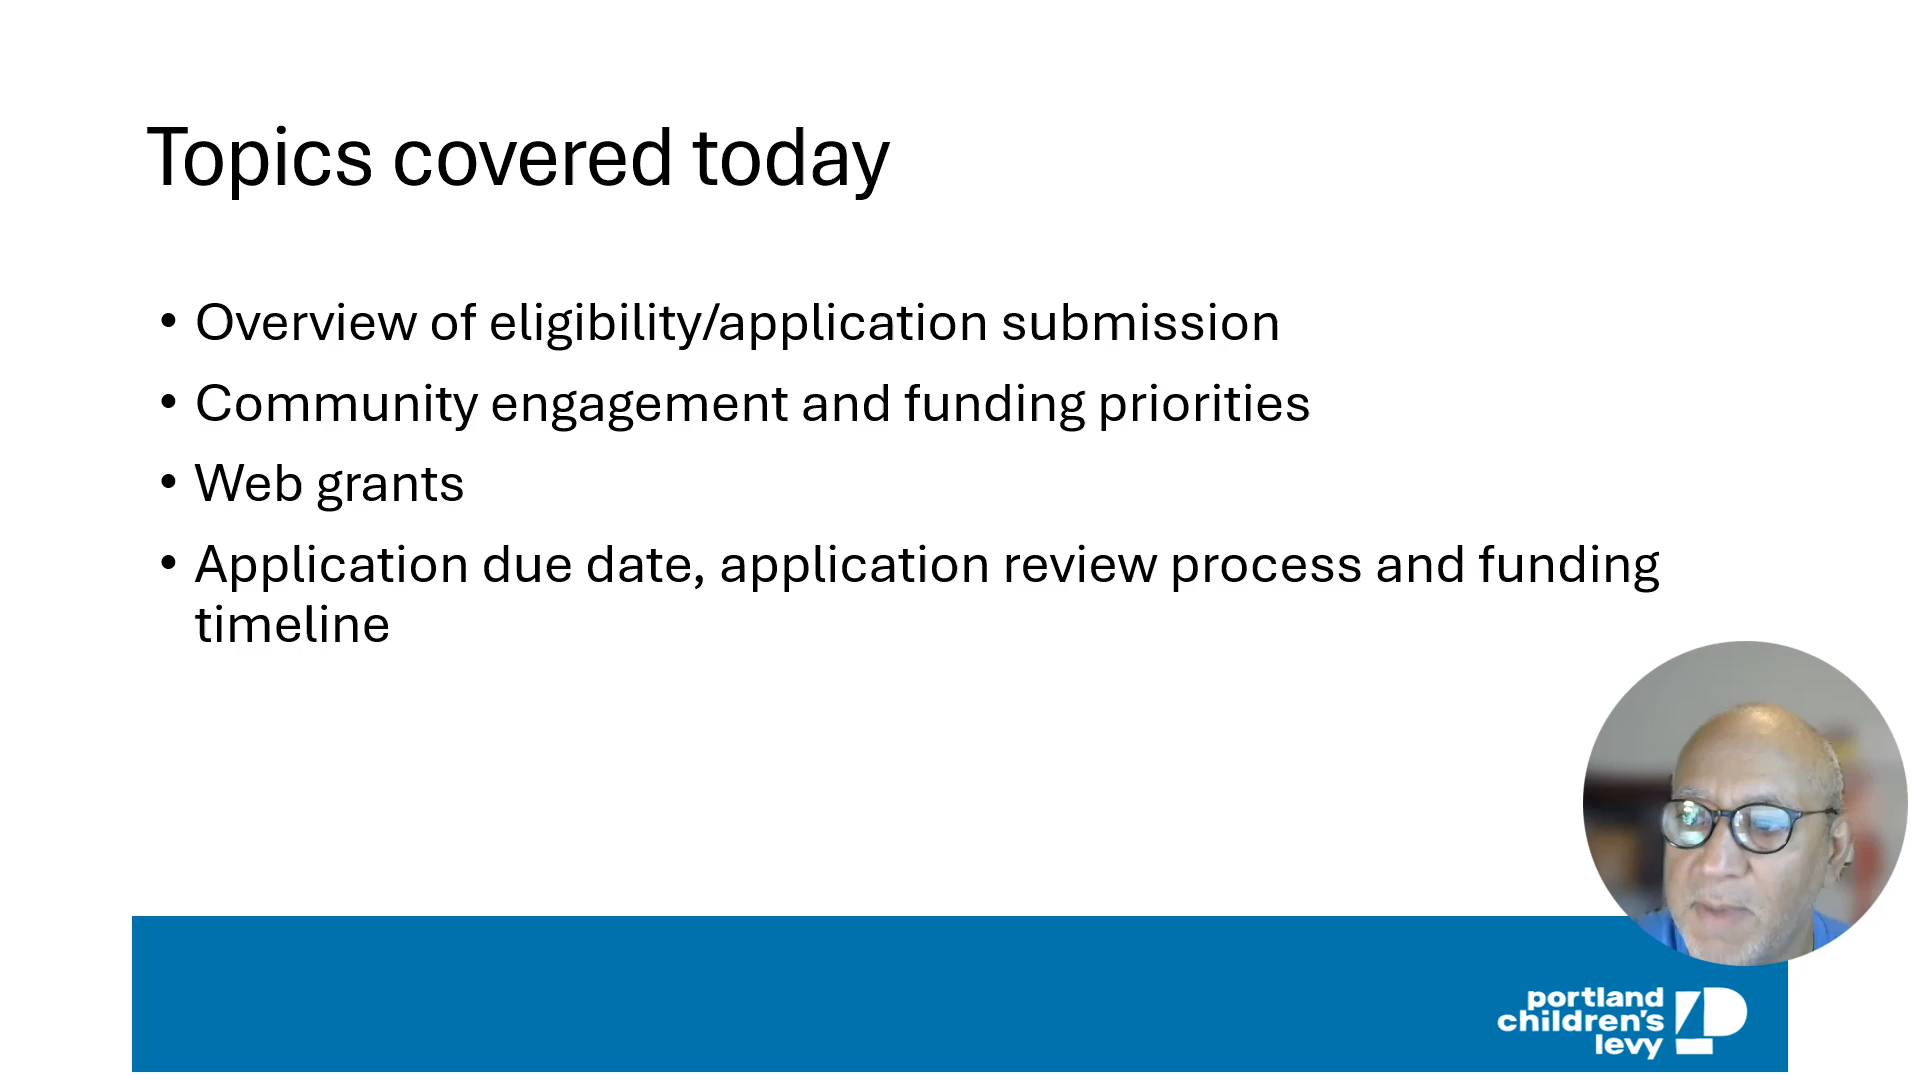 Topics covered today
• Overview of eligibility/application submission
• Community engagement and funding priorities
• Web grants
• Application due date, application review process and funding
timeline
portland
children's
levy